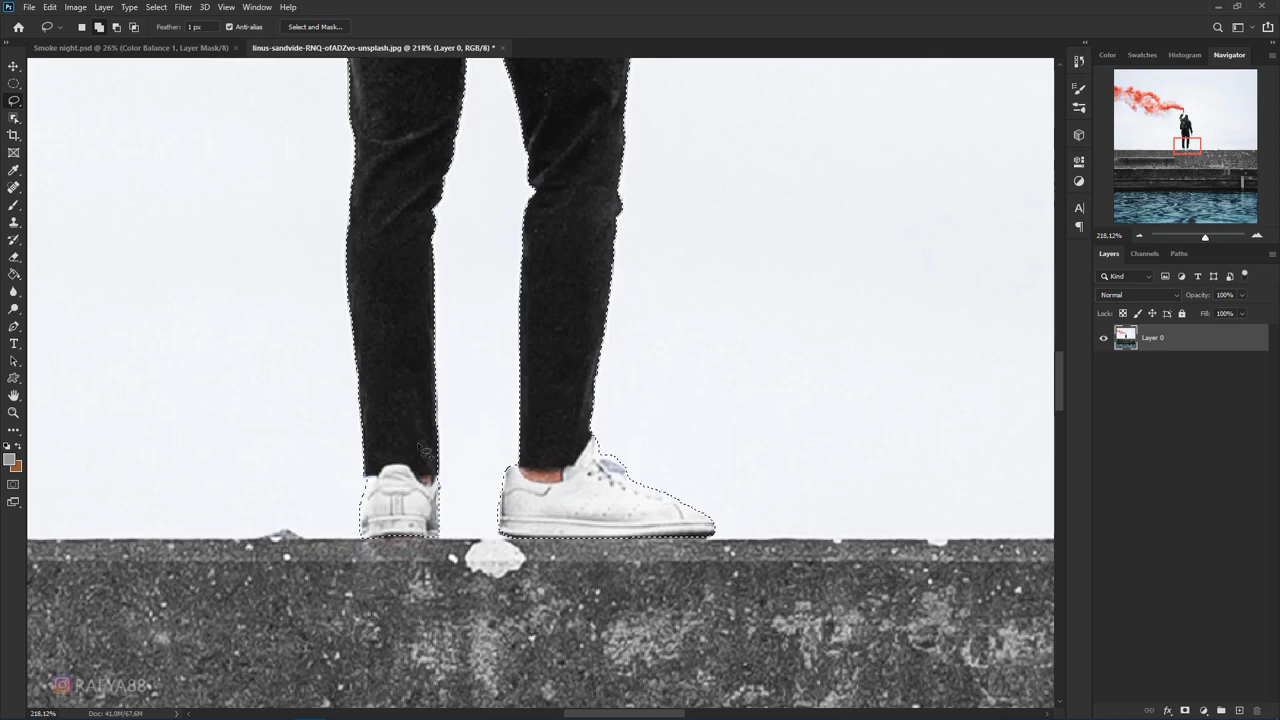 Ps File Edit Image Layer Type Select Filter 3D View Window Help
Feather: 1 px Anti-alias Select and Mask...
Smoke night.psd @ 26% (Color Balance 1, Layer Mask/8) × linus-sandvide-RNQ-ofADZvo-unsplash.jpg @ 218% (Layer 0, RGB/8) * ×
Color Swatches Histogram Navigator
218,12%
Layers Channels Paths
Kind
Normal Opacity: 100%
Lock: Fill: 100%
Layer 0
RAFYA88
218,12% Doc: 41,0M/67,6M